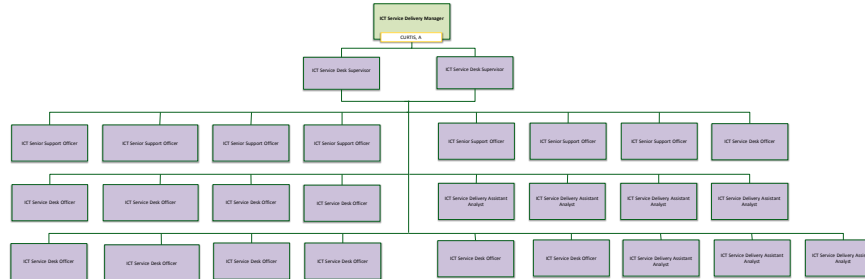 ICT Service Delivery Manager
CURTIS, A
ICT Service Desk Supervisor
ICT Service Desk Supervisor
ICT Senior Support Officer
ICT Senior Support Officer
ICT Senior Support Officer
ICT Senior Support Officer
ICT Senior Support Officer
ICT Senior Support Officer
ICT Senior Support Officer
ICT Service Desk Officer
ICT Service Desk Officer
ICT Service Desk Officer
ICT Service Desk Officer
ICT Service Desk Officer
ICT Service Delivery Assistant
Analyst
ICT Service Delivery Assistant
Analyst
ICT Service Delivery Assistant
Analyst
ICT Service Delivery Assistant
Analyst
ICT Service Desk Officer
ICT Service Desk Officer
ICT Service Desk Officer
ICT Service Desk Officer
ICT Service Desk Officer
ICT Service Desk Officer
ICT Service Delivery Assistant
Analyst
ICT Service Delivery Assistant
Analyst
ICT Service Delivery
Analyst